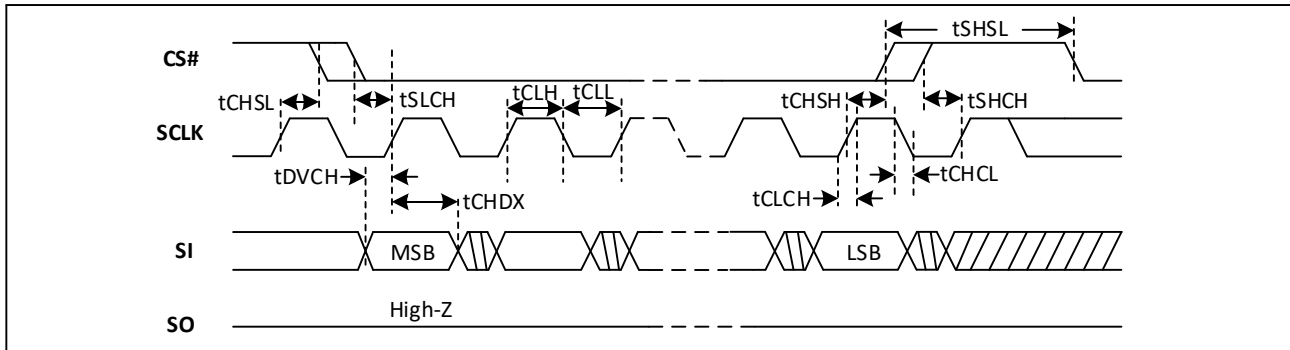 tSHSL
CS#
tCHSL
tSLCH
tCLH
tCLL
tCHSH
tSHCH
SCLK
tDVCH
tCHDX
tCLCH
tCHCL
SI
MSB
LSB
High-Z
SO